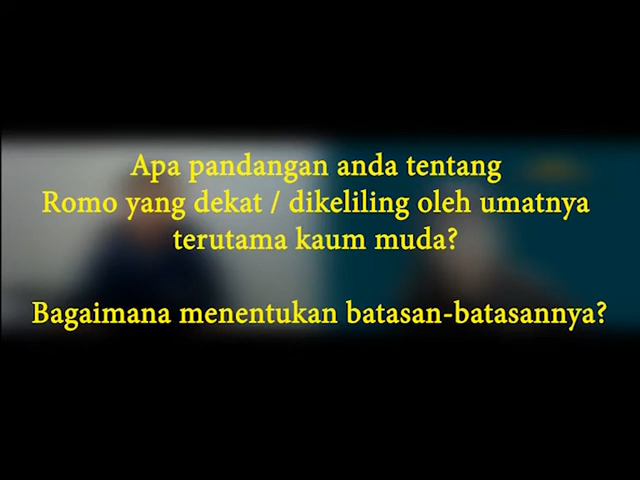 Apa pandangan anda tentang
Romo yang dekat / dikeliling oleh umatnya
terutama kaum muda?
Bagaimana menentukan batasan-batasannya?